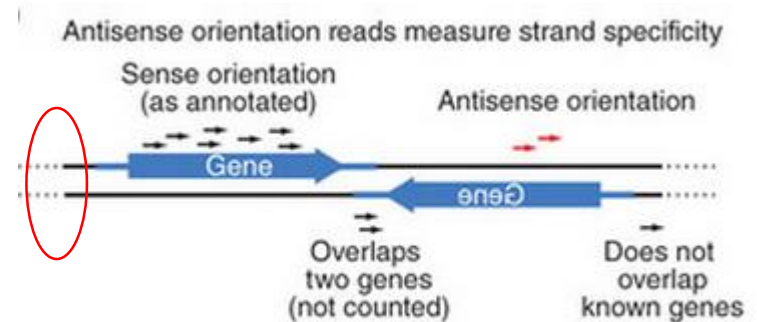 Antisense orientation reads measure strand specificity
Sense orientation
(as annotated)
Antisense orientation
Gene
Gene
Overlaps
two genes
(not counted)
Does not
overlap
known genes